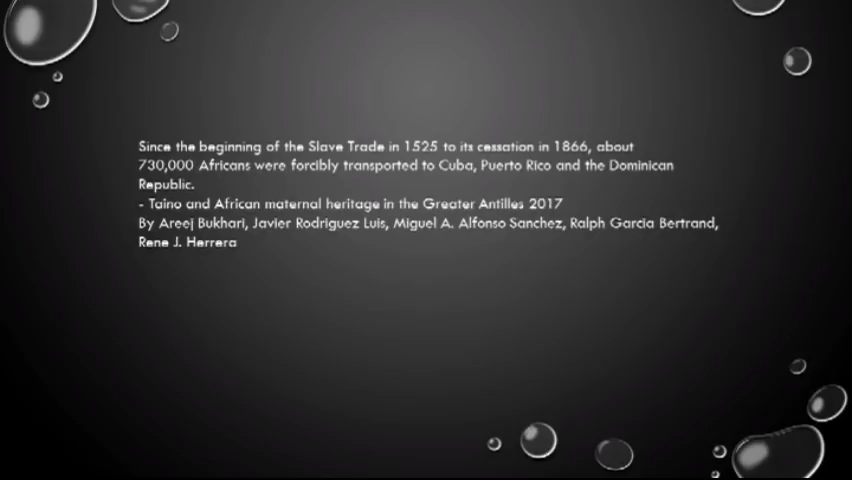 Since the beginning of the Slave Trade in 1525 to its cessation in 1866, about
730,000 Africans were forcibly transported to Cuba, Puerto Rico and the Dominican
Republic.
- Taino and African maternal heritage in the Greater Antilles 2017
By Areej Bukhari, Javier Rodriguez Luis, Miguel A. Alfonso Sanchez, Ralph Garcia Bertrand,
Rene J. Herrera